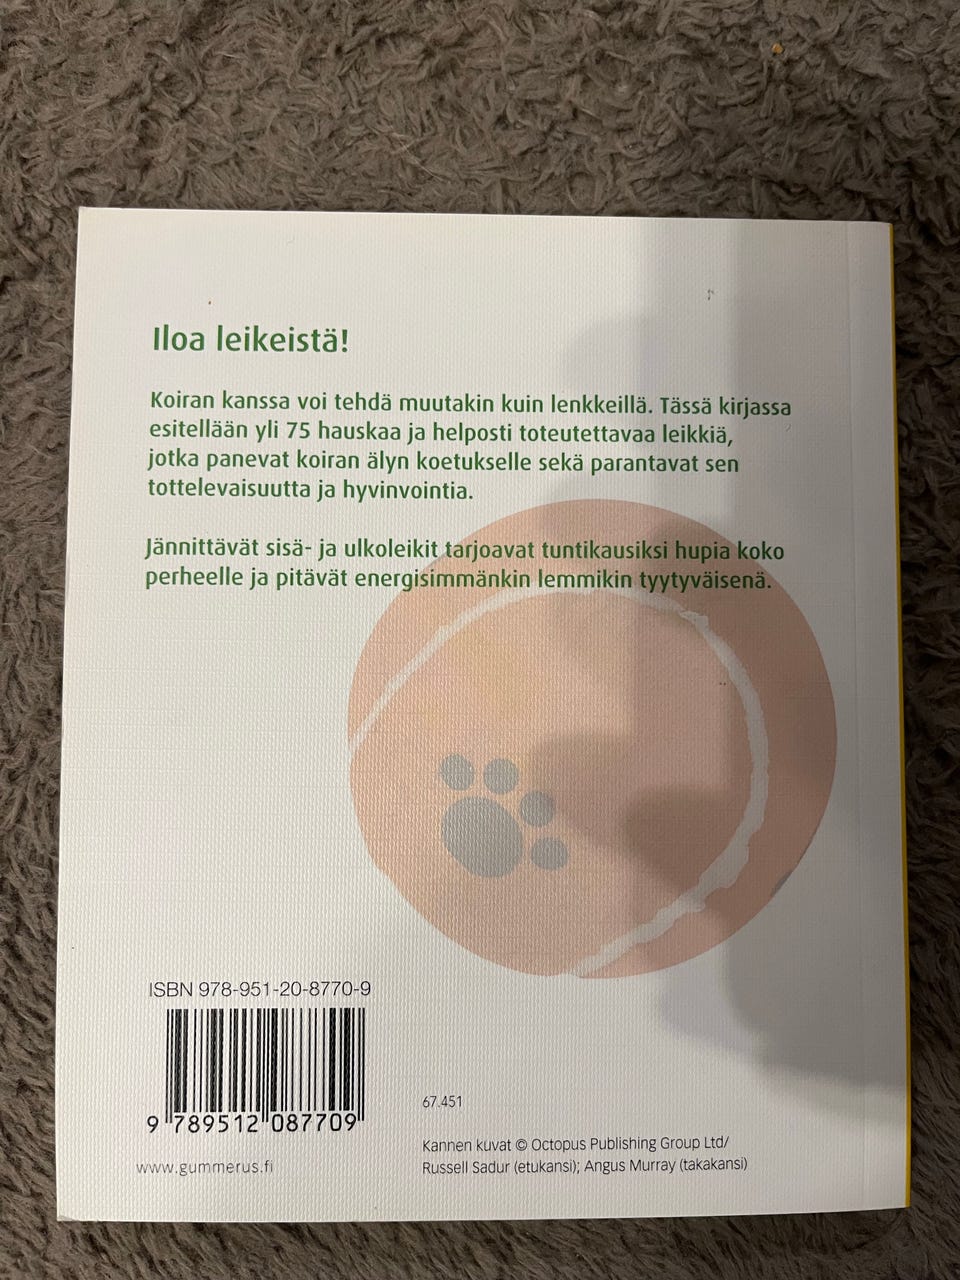 Iloa leikeistä!
Koiran kanssa voi tehdä muutakin kuin lenkkeillä. Tässä kirjassa
esitellään yli 75 hauskaa ja helposti toteutettavaa leikkiä,
jotka panevat koiran älyn koetukselle sekä parantavat sen
tottelevaisuutta ja hyvinvointia.
Jännittävät sisä- ja ulkoleikit tarjoavat tuntikausiksi hupia koko
perheelle ja pitävät energisimmänkin lemmikin tyytyväisenä.
ISBN 978-951-20-8770-9
9 789512 087709
www.gummerus.fi
67.451
Kannen kuvat © Octopus Publishing Group Ltd/
Russell Sadur (etukansi); Angus Murray (takakansi)